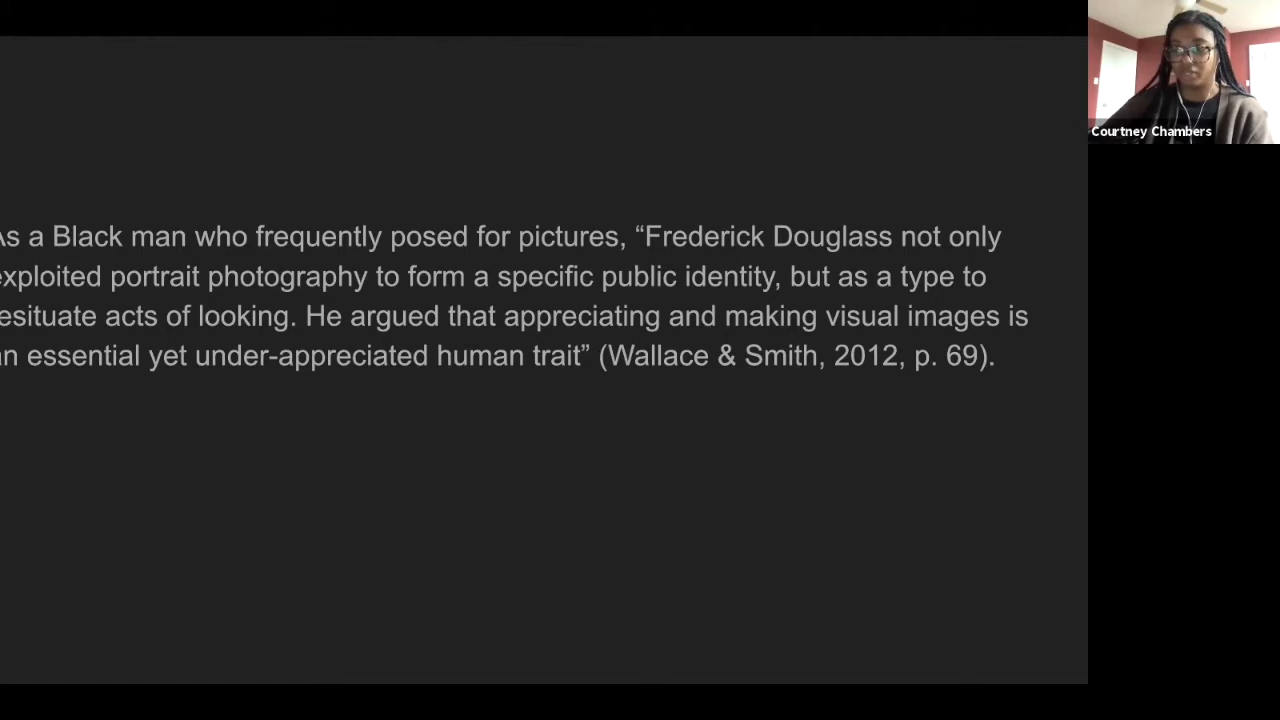 As a Black man who frequently posed for pictures, “Frederick Douglass not only
exploited portrait photography to form a specific public identity, but as a type to
resituate acts of looking. He argued that appreciating and making visual images is
an essential yet under-appreciated human trait” (Wallace & Smith, 2012, p. 69).
Courtney Chambers